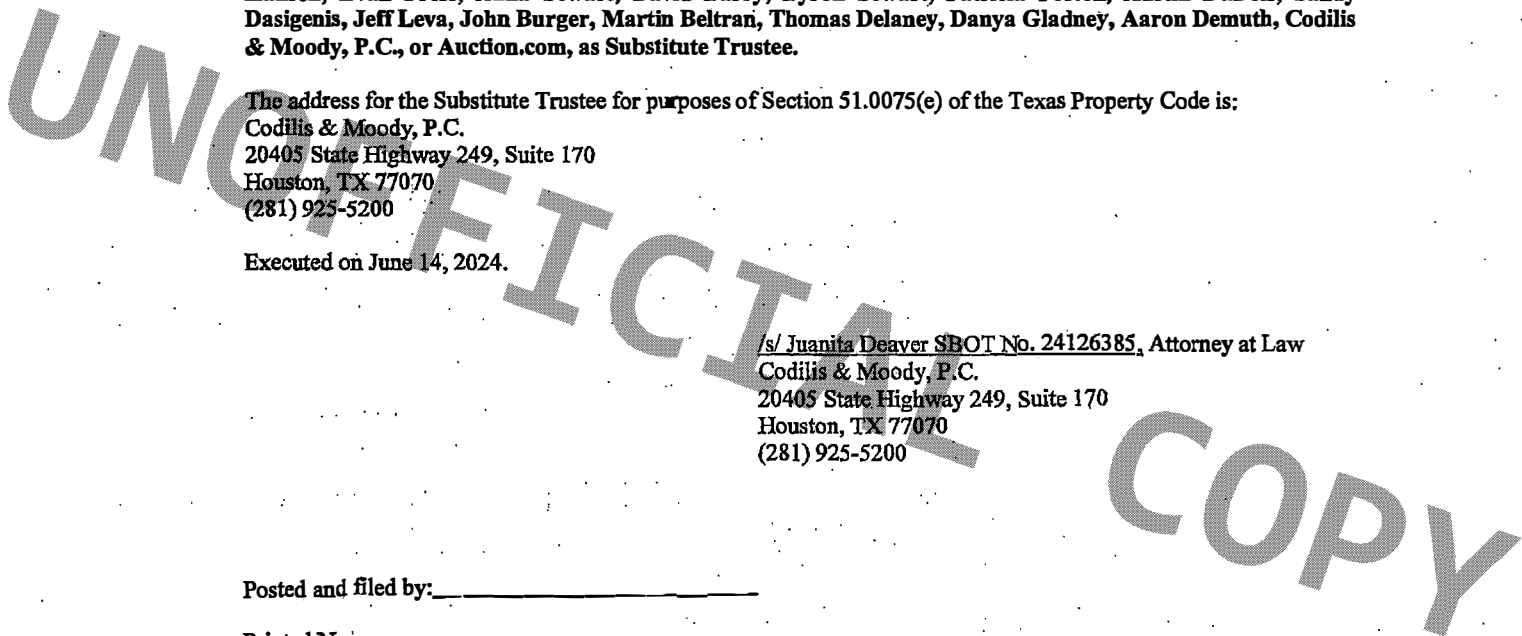 Dasigenis, Jeff Leva, John Burger, Martin Beltran, Thomas Delaney, Danya Gladney, Aaron Demuth, Codilis
& Moody, P.C., or Auction.com, as Substitute Trustee.
The address for the Substitute Trustee for purposes of Section 51.0075(e) of the Texas Property Code is:
Codilis & Moody, P.C.
20405 State Highway 249, Suite 170
Houston, TX 77070
(281) 925-5200
Executed on June 14, 2024.
/s/ Juanita Deaver SBOT No. 24126385, Attorney at Law
Codilis & Moody, P.C.
20405 State Highway 249, Suite 170
Houston, TX 77070
(281) 925-5200
Posted and filed by:
UNOFFICIAL COPY